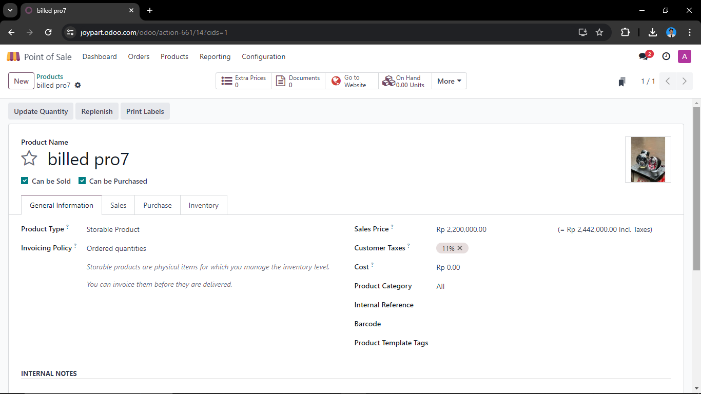 billed pro7
joypart.odoo.com/odoo/action-661/14?cids=1
Point of Sale Dashboard Orders Products Reporting Configuration 2 A
New Products
billed pro7
Extra Prices
0
Documents
0
Go to
Website
On Hand
0.00 Units
More
1 / 1
Update Quantity Replenish Print Labels
Product Name
billed pro7
Can be Sold Can be Purchased
General Information Sales Purchase Inventory
Product Type ? Storable Product
Invoicing Policy ? Ordered quantities
Storable products are physical items for which you manage the inventory level.
You can invoice them before they are delivered.
Sales Price ? Rp 2,200,000.00 (= Rp 2,442,000.00 Incl. Taxes)
Customer Taxes ? 11% ×
Cost ? Rp 0.00
Product Category All
Internal Reference
Barcode
Product Template Tags
INTERNAL NOTES